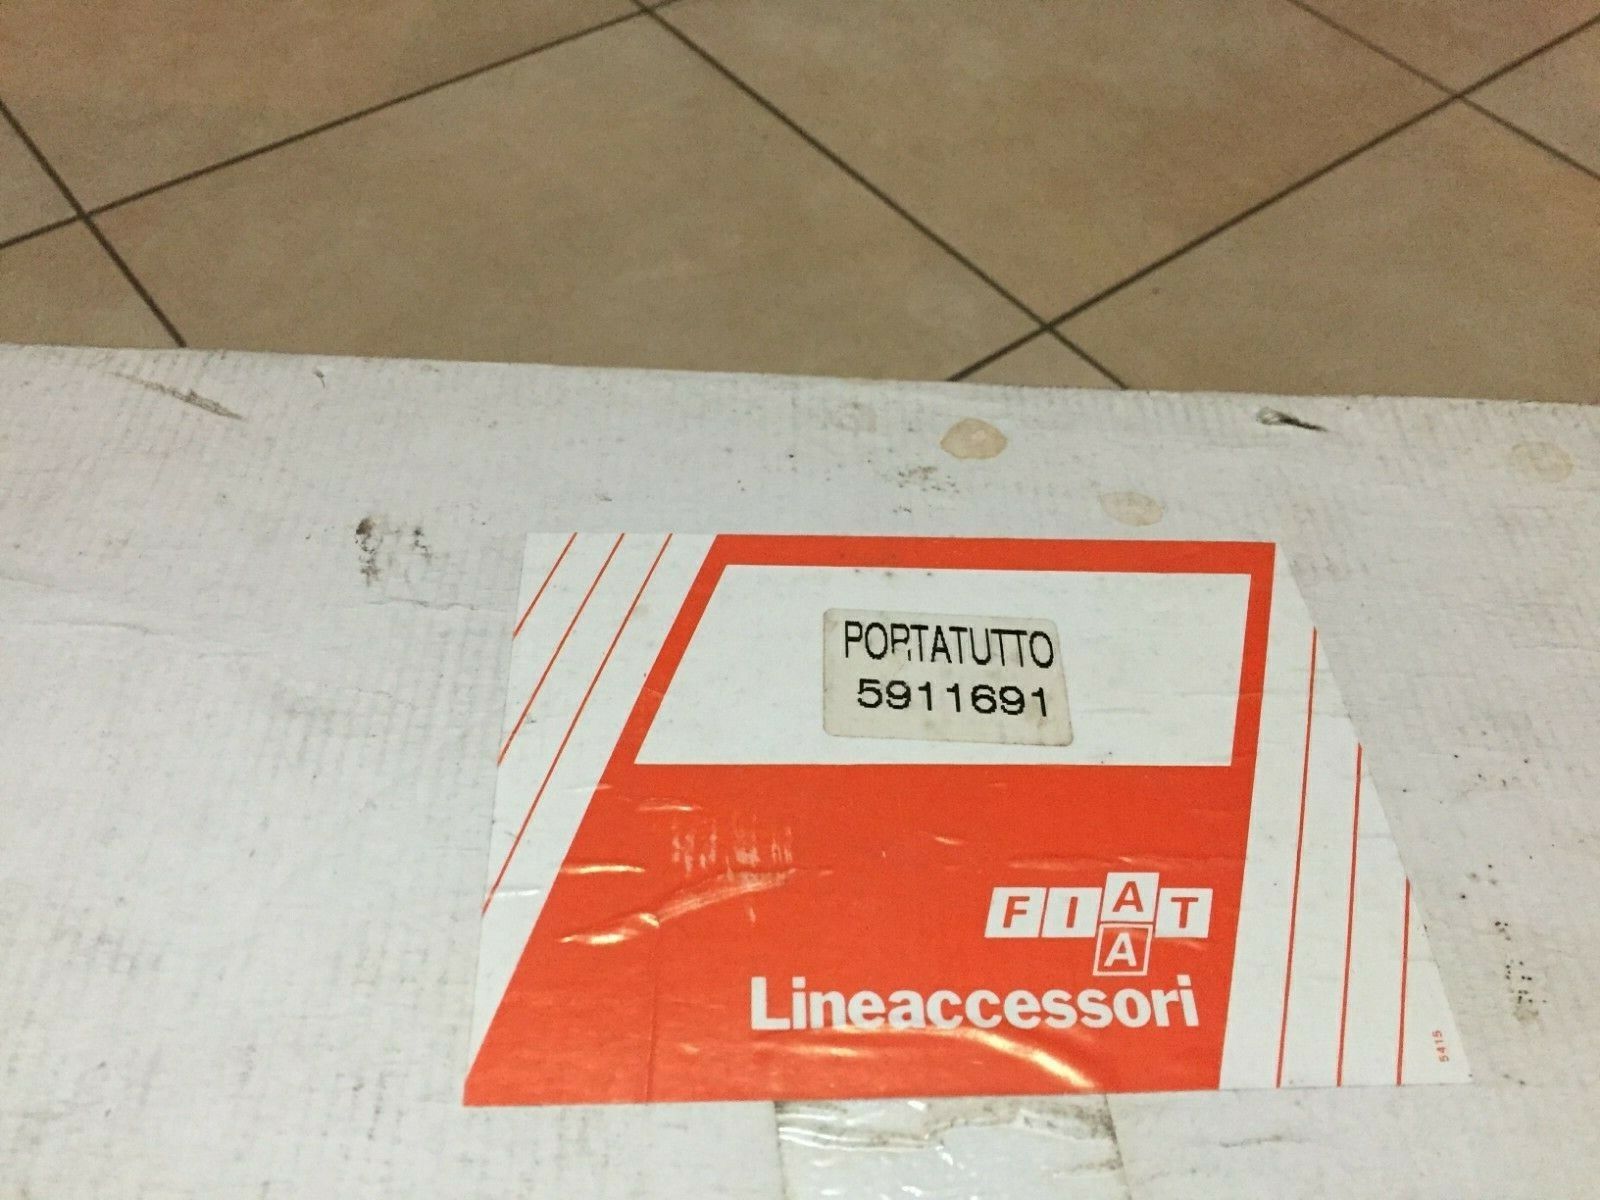 PORTATUTTO
5911691
FIAT
A
Lineaccessori
5415